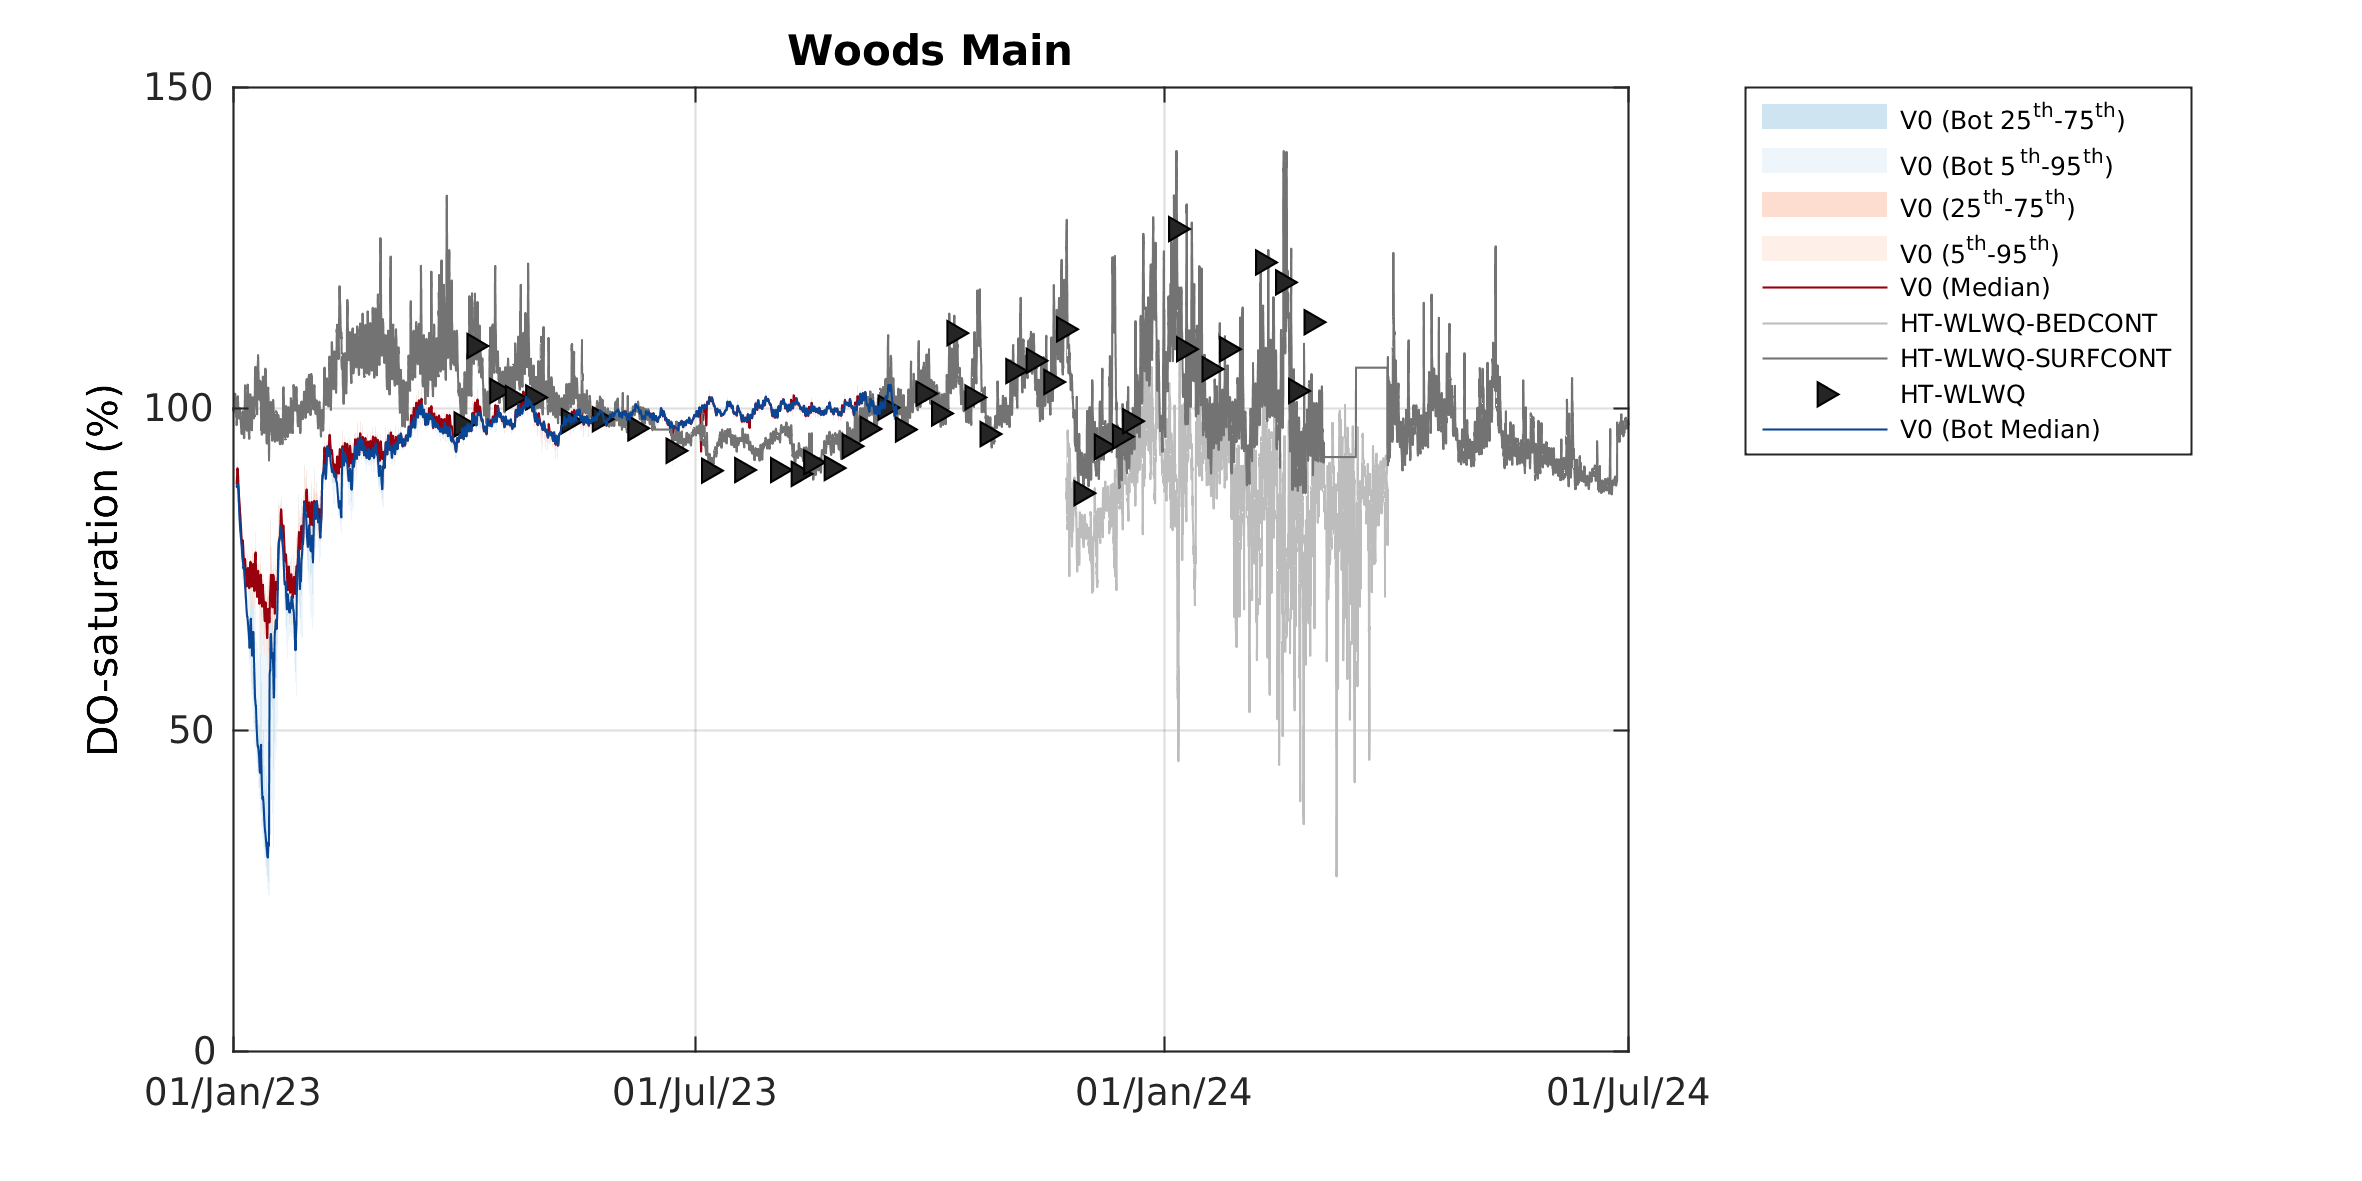 Woods Main
150
100
50
0
DO-saturation (%)
01/Jan/23
01/Jul/23
01/Jan/24
01/Jul/24
V0 (Bot 25th-75th)
V0 (Bot 5th-95th)
V0 (25th-75th)
V0 (5th-95th)
V0 (Median)
HT-WLWQ-BEDCONT
HT-WLWQ-SURFCONT
HT-WLWQ
V0 (Bot Median)